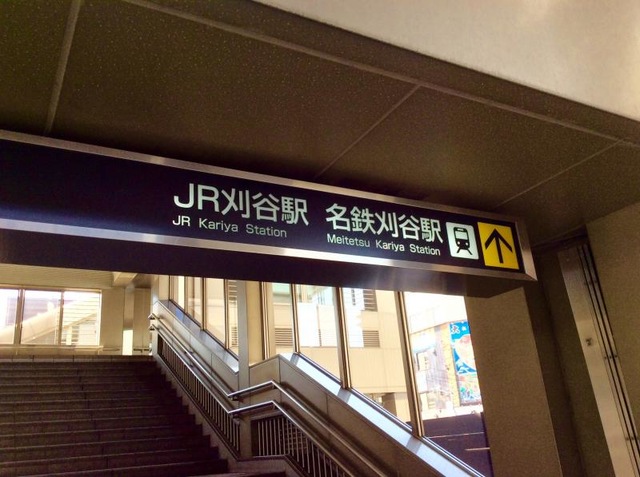 JR刈谷駅 名鉄刈谷駅
JR Kariya Station Meitetsu Kariya Station